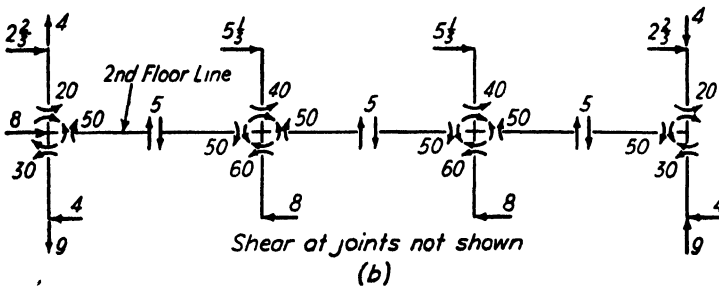 2⅔ 4 5⅓ 5⅓ 2⅔ 4
20 2nd Floor Line 40 40 20
8 50 5 50 5 50 5
50 50 50
30 60 60 30
4 8 8 4
9 Shear at joints not shown 9
(b)